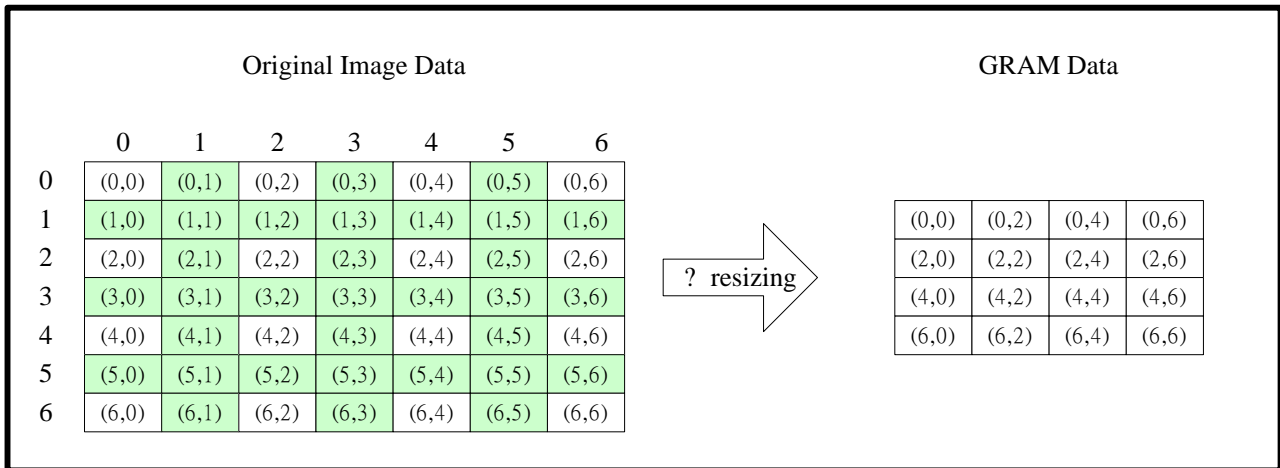 Original Image Data
GRAM Data
0 1 2 3 4 5 6
0 (0,0) (0,1) (0,2) (0,3) (0,4) (0,5) (0,6)
1 (1,0) (1,1) (1,2) (1,3) (1,4) (1,5) (1,6)
2 (2,0) (2,1) (2,2) (2,3) (2,4) (2,5) (2,6)
3 (3,0) (3,1) (3,2) (3,3) (3,4) (3,5) (3,6)
4 (4,0) (4,1) (4,2) (4,3) (4,4) (4,5) (4,6)
5 (5,0) (5,1) (5,2) (5,3) (5,4) (5,5) (5,6)
6 (6,0) (6,1) (6,2) (6,3) (6,4) (6,5) (6,6)
? resizing
(0,0) (0,2) (0,4) (0,6)
(2,0) (2,2) (2,4) (2,6)
(4,0) (4,2) (4,4) (4,6)
(6,0) (6,2) (6,4) (6,6)